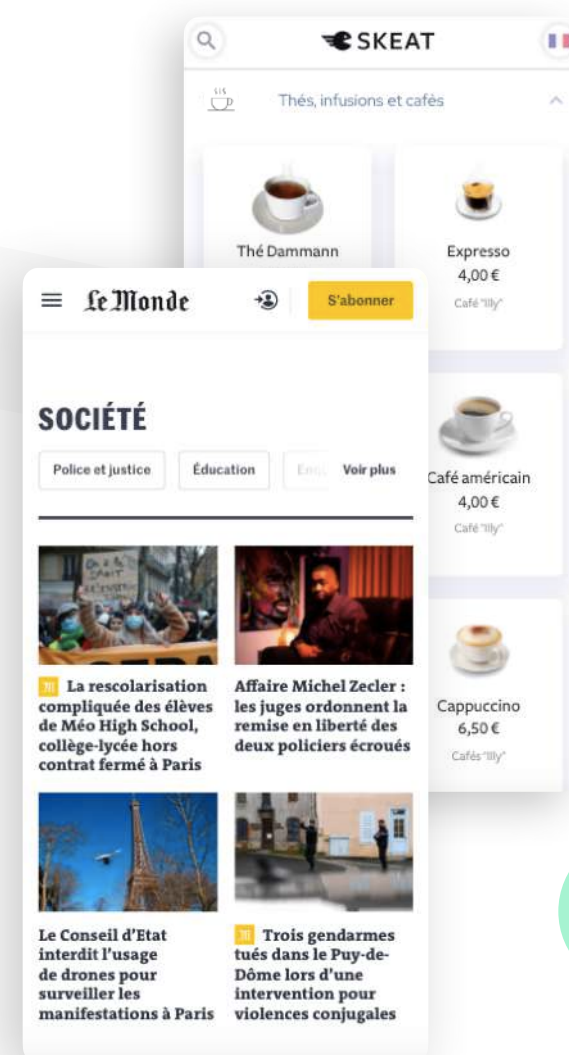 SKEAT
Thés, infusions et cafès
Thé Dammann
Expresso
4,00 €
Café "Illy"
Café américain
4,00 €
Café "Illy"
Cappuccino
6,50 €
Cafés "Illy"
Le Monde
S'abonner
SOCIÉTÉ
Police et justice
Éducation
Voir plus
M La rescolarisation
compliquée des élèves
de Méo High School,
collège-lycée hors
contrat fermé à Paris
Affaire Michel Zecler :
les juges ordonnent la
remise en liberté des
deux policiers écroués
Le Conseil d'Etat
interdit l'usage
de drones pour
surveiller les
manifestations à Paris
M Trois gendarmes
tués dans le Puy-de-
Dôme lors d'une
intervention pour
violences conjugales